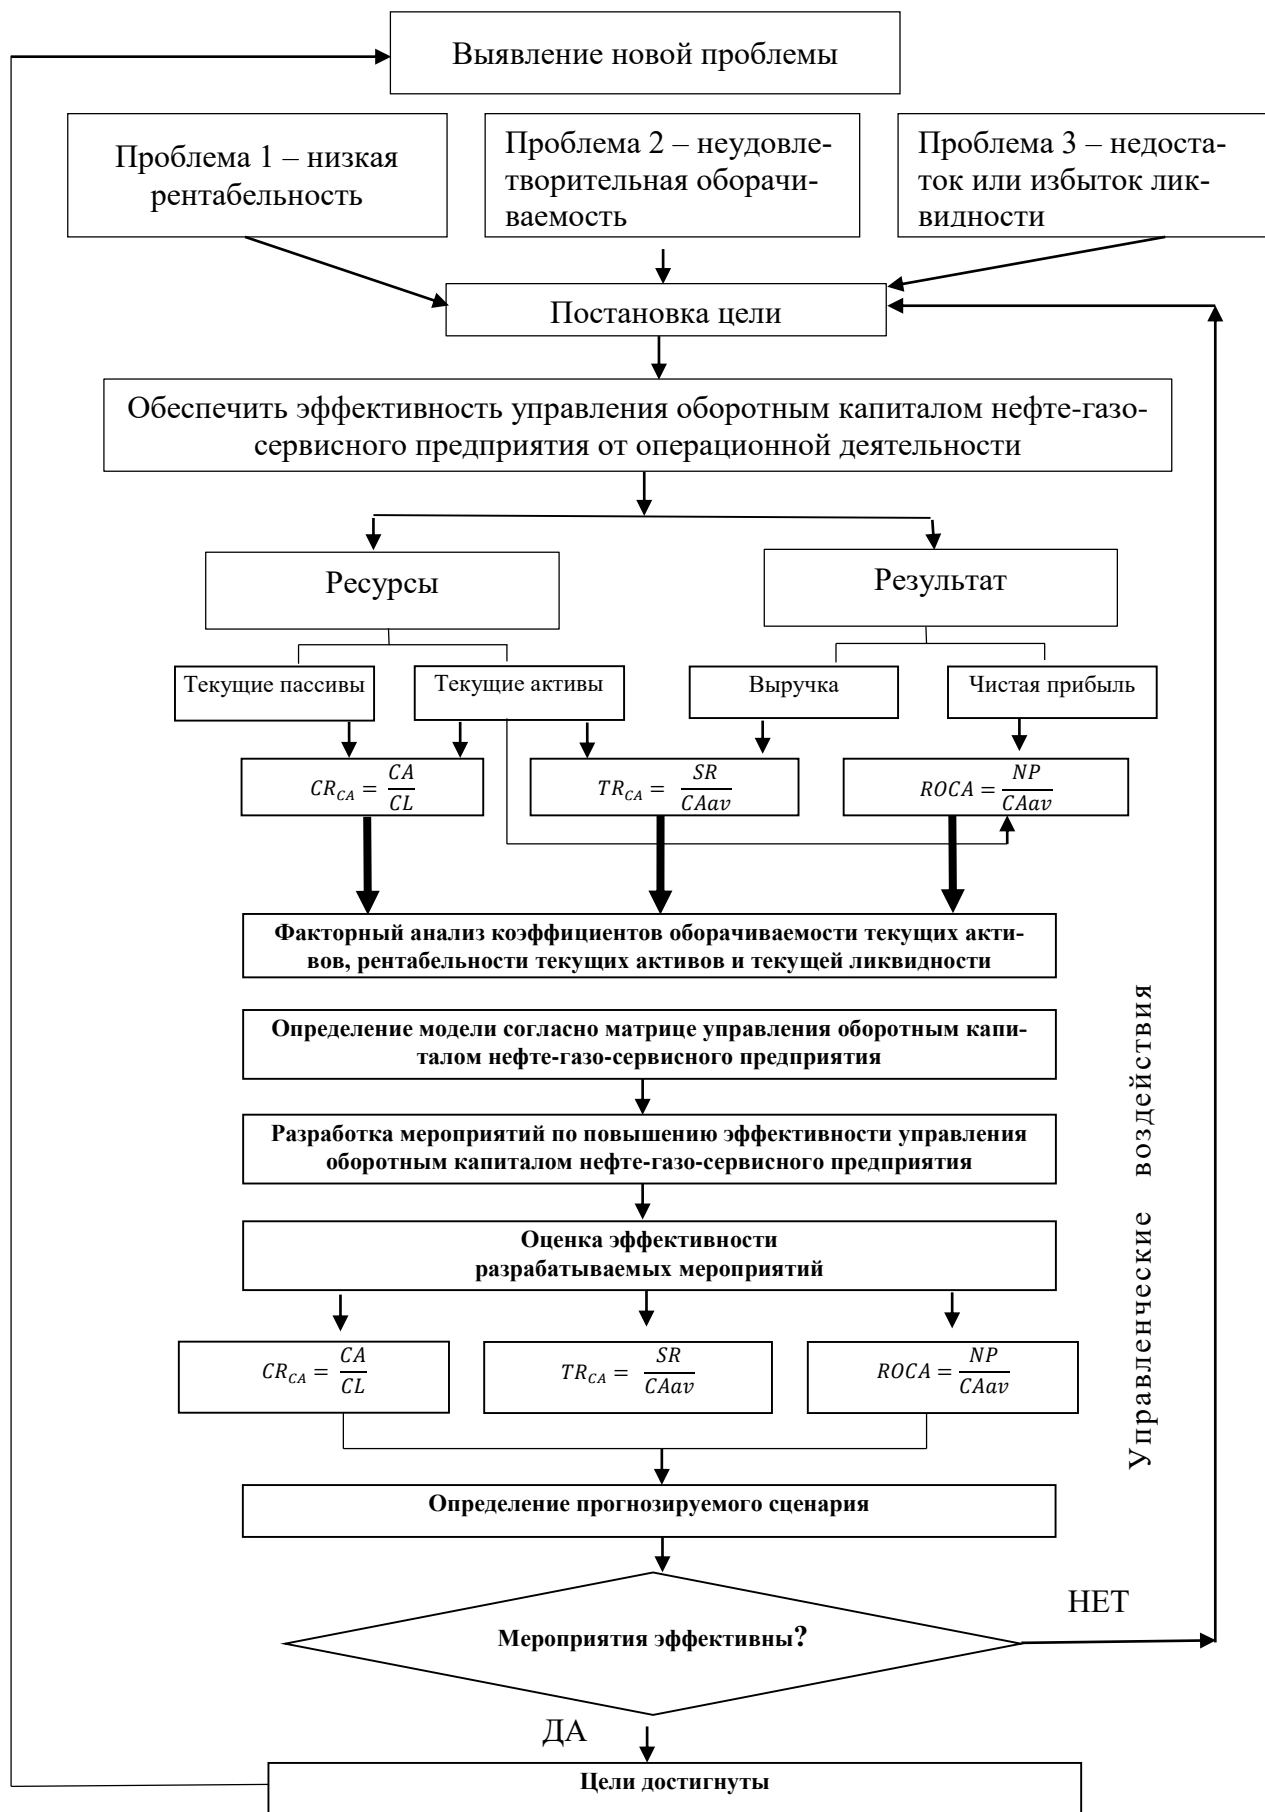 Выявление новой проблемы
Проблема 1 – низкая
рентабельность
Проблема 2 – неудовле-
творительная оборачи-
ваемость
Проблема 3 – недоста-
ток или избыток лик-
видности
Постановка цели
Обеспечить эффективность управления оборотным капиталом нефте-газо-
сервисного предприятия от операционной деятельности
Ресурсы
Результат
Текущие пассивы
Текущие активы
Выручка
Чистая прибыль
CR_CA = CA/CL
TR_CA = SR/CAav
ROCA = NP/CAav
Факторный анализ коэффициентов оборачиваемости текущих акти-
вов, рентабельности текущих активов и текущей ликвидности
Определение модели согласно матрице управления оборотным капи-
талом нефте-газо-сервисного предприятия
Разработка мероприятий по повышению эффективности управления
оборотным капиталом нефте-газо-сервисного предприятия
Оценка эффективности
разрабатываемых мероприятий
CR_CA = CA/CL
TR_CA = SR/CAav
ROCA = NP/CAav
Управленческие воздействия
Определение прогнозируемого сценария
Мероприятия эффективны?
НЕТ
ДА
Цели достигнуты